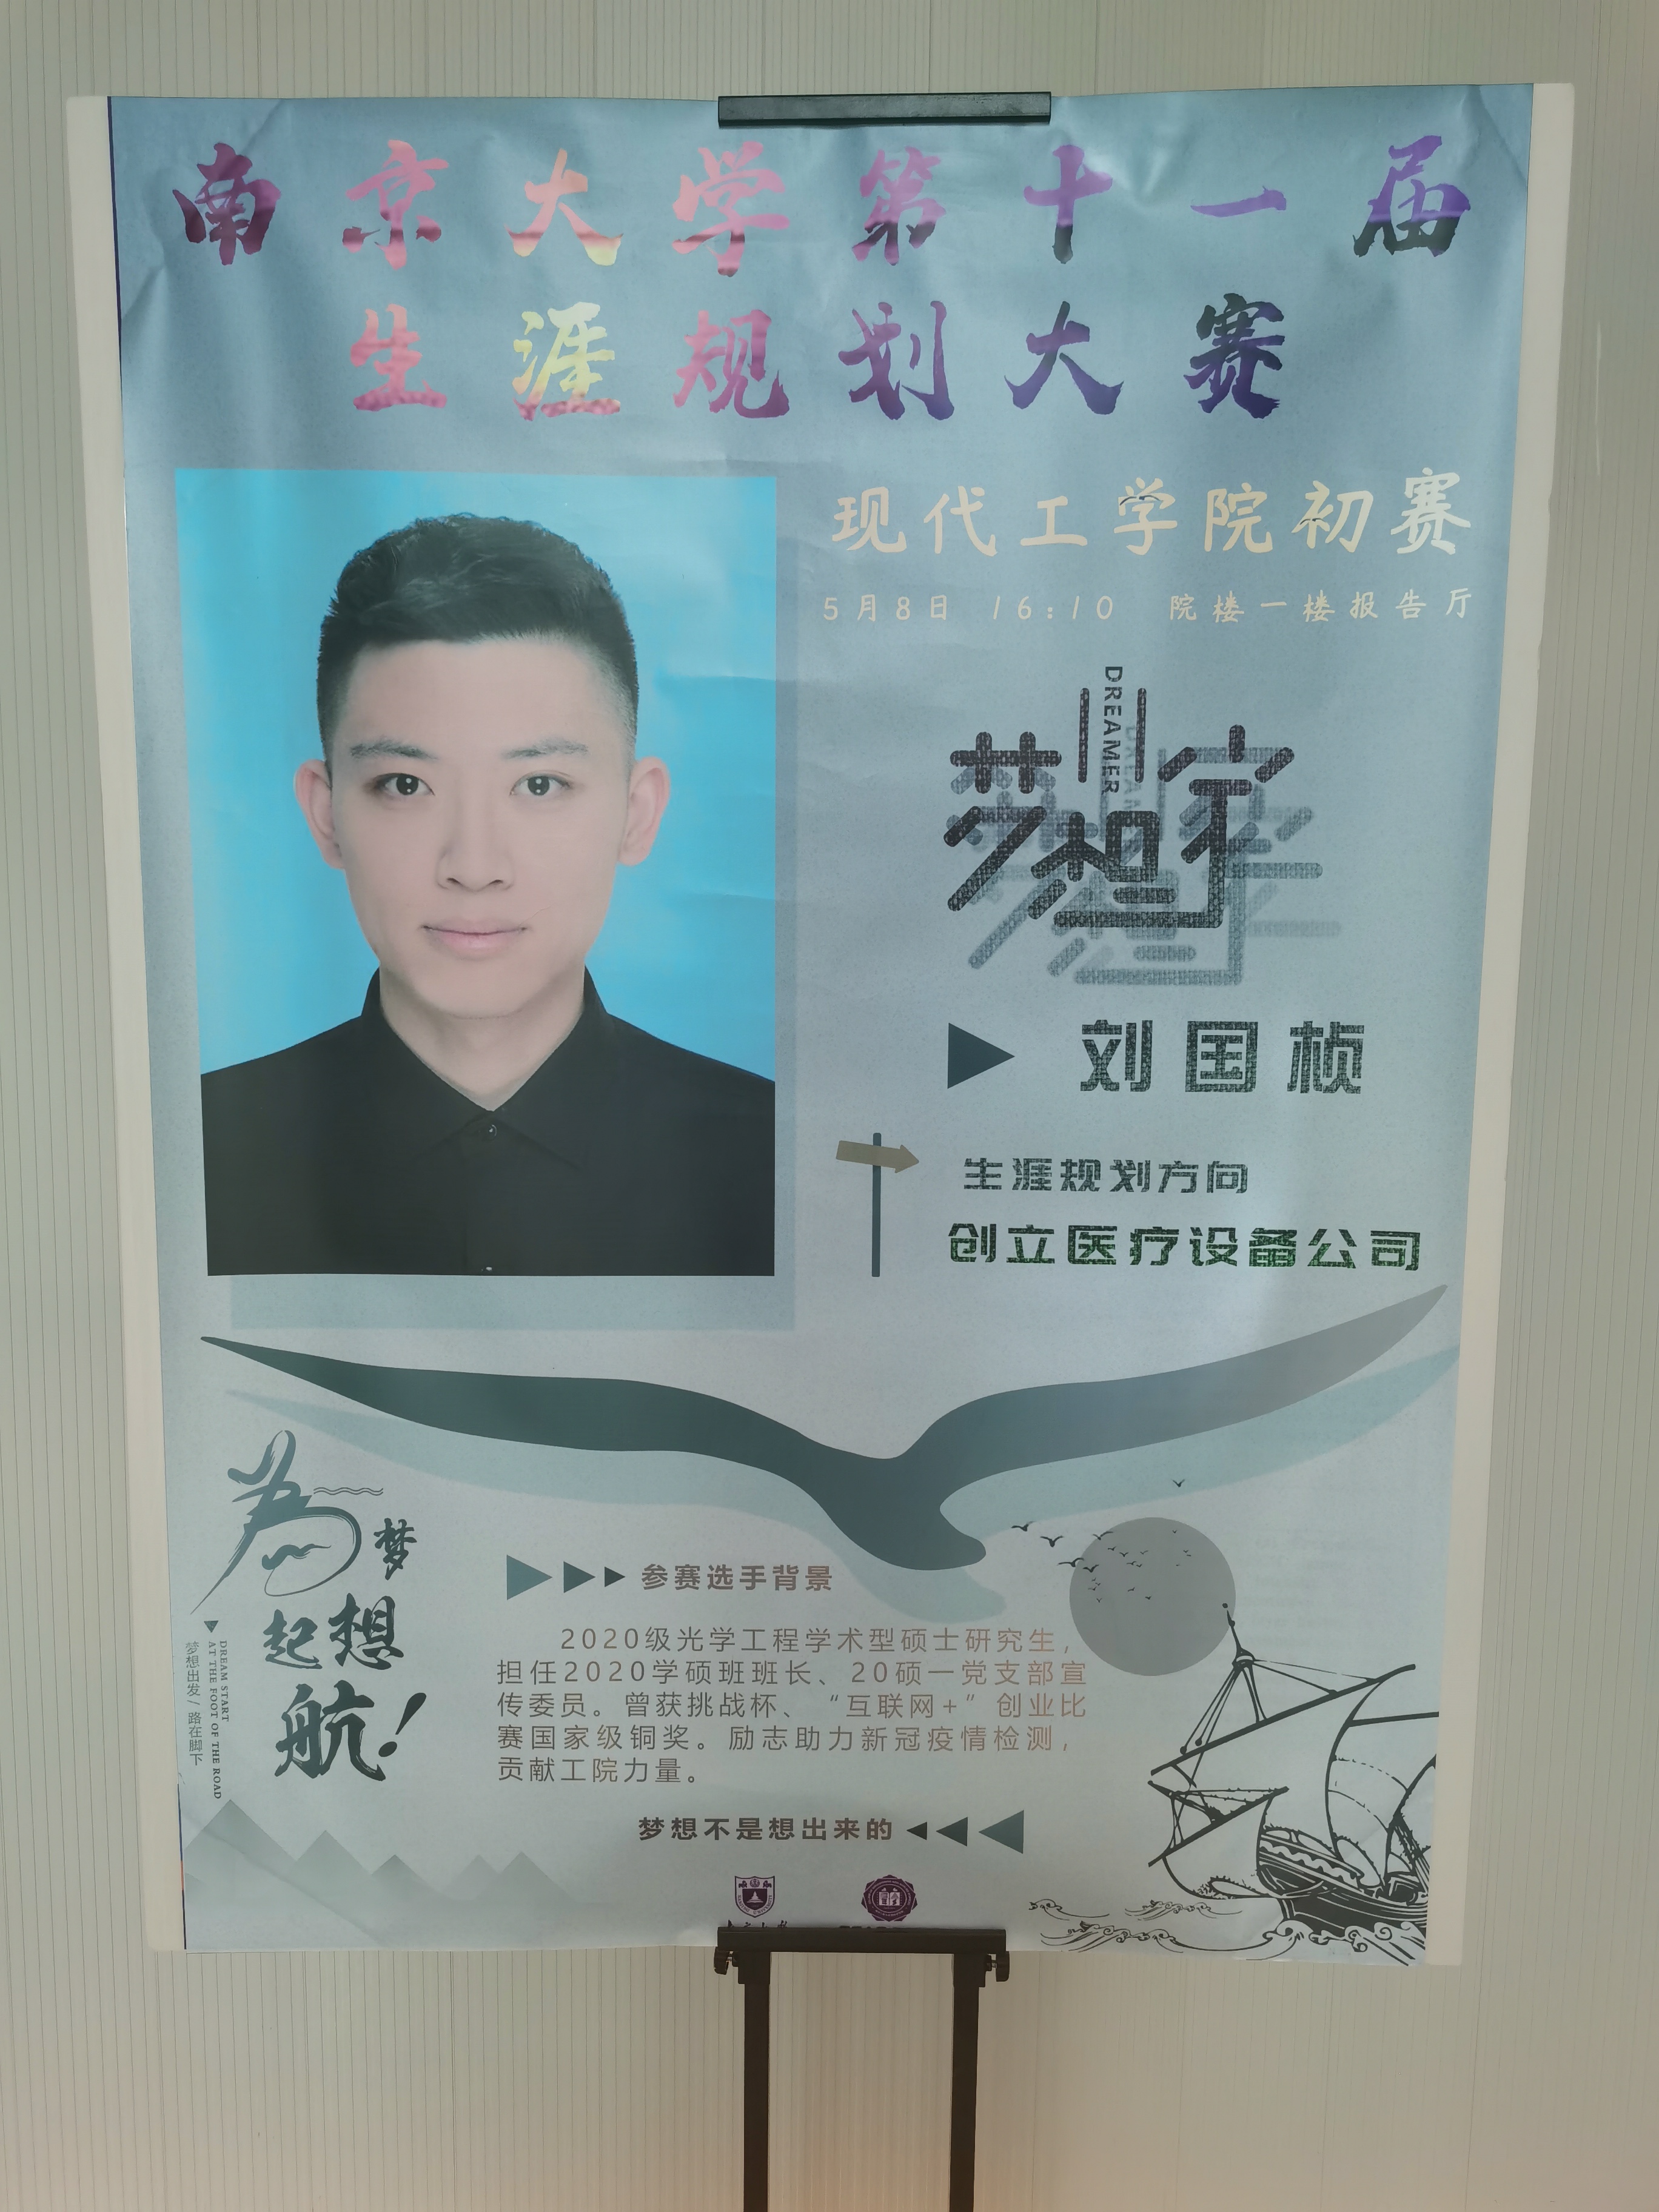 南京大学第十一届
生涯规划大赛
现代工学院初赛
5月8日 16:10 院楼一楼报告厅
DREAMER
梦想家
刘国桢
生涯规划方向
创立医疗设备公司
为梦
起想
航!
DREAM START
AT THE FOOT OF THE ROAD
梦想出发/路在脚下
参赛选手背景
2020级光学工程学术型硕士研究生，
担任2020学硕班班长、20硕一党支部宣
传委员。曾获挑战杯、“互联网+”创业比
赛国家级铜奖。励志助力新冠疫情检测，
贡献工院力量。
梦想不是想出来的